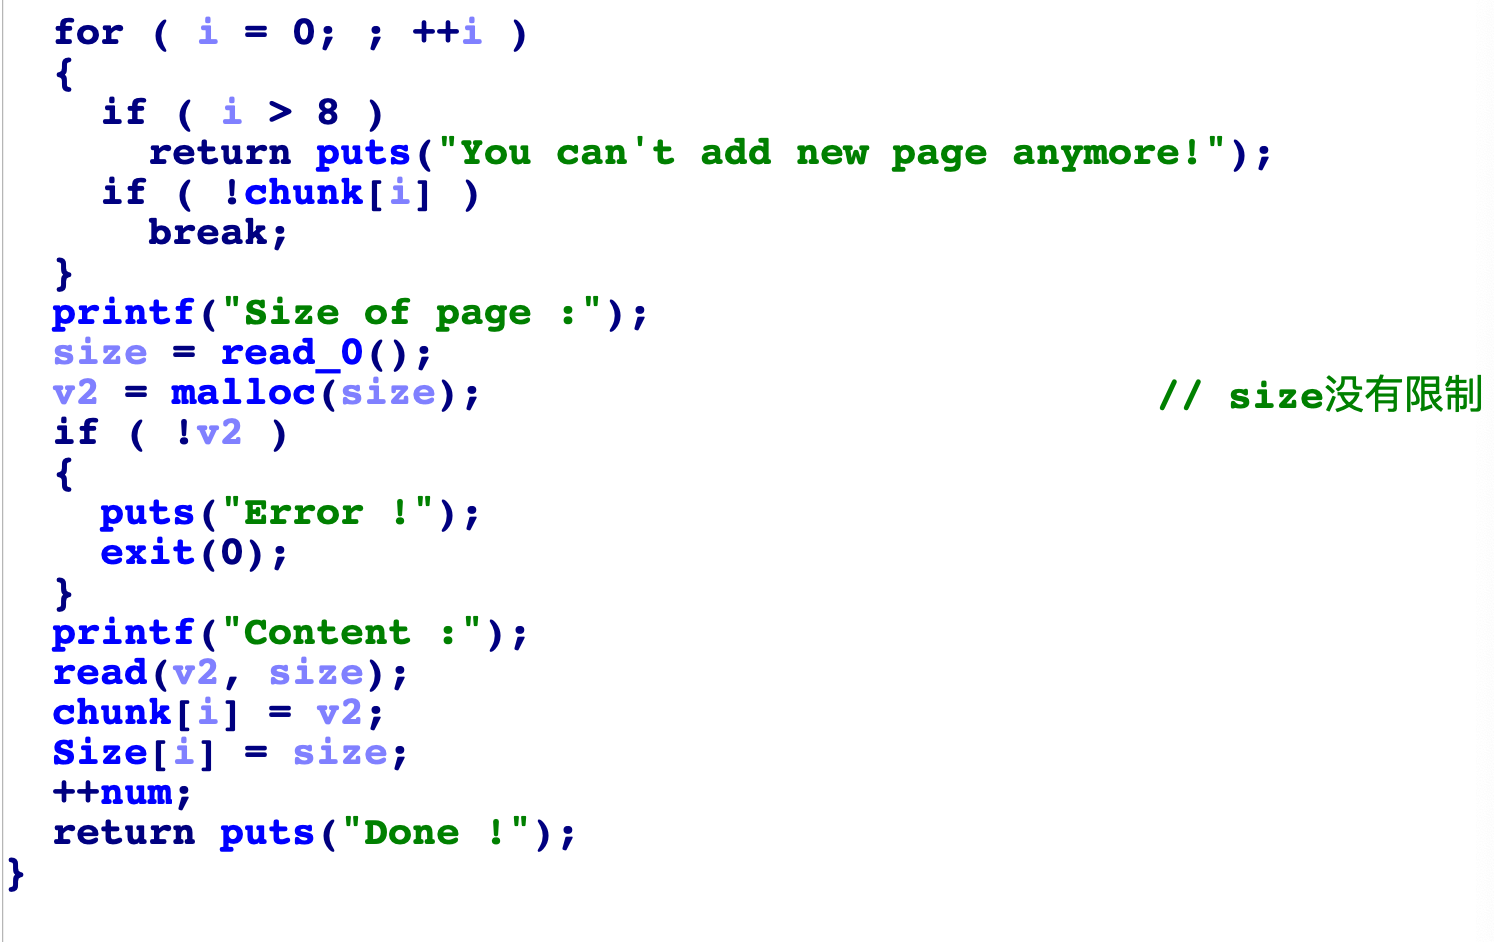 for ( i = 0; ; ++i )
{
if ( i > 8 )
return puts("You can't add new page anymore!");
if ( !chunk[i] )
break;
}
printf("Size of page :");
size = read_0();
v2 = malloc(size); // size没有限制
if ( !v2 )
{
puts("Error !");
exit(0);
}
printf("Content :");
read(v2, size);
chunk[i] = v2;
Size[i] = size;
++num;
return puts("Done !");
}